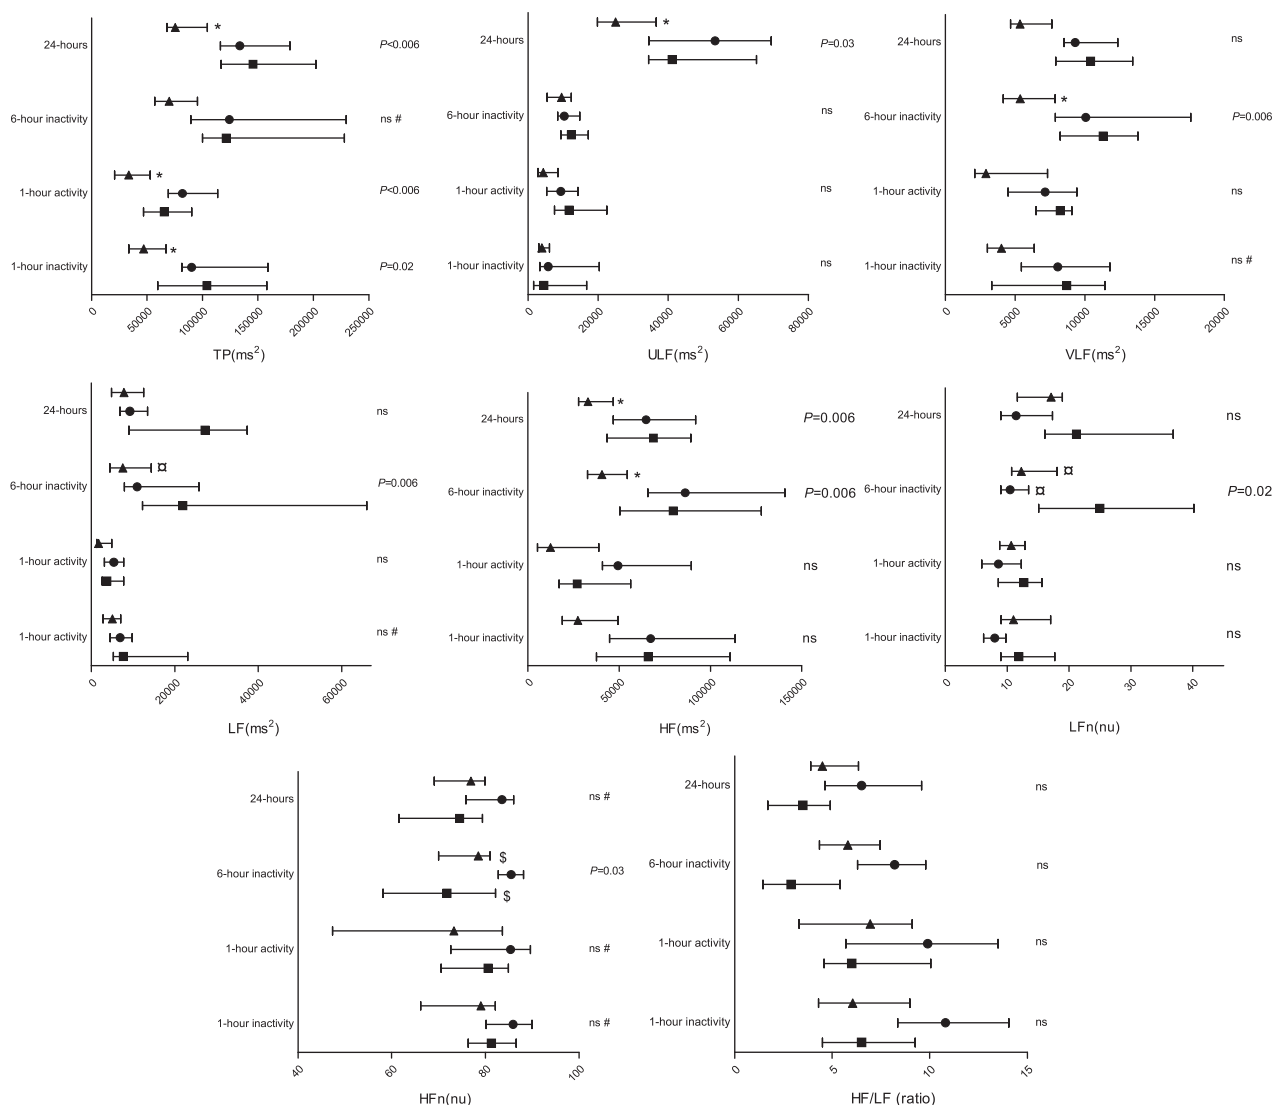 24-hours * P<0.006
6-hour inactivity ns #
1-hour activity * P<0.006
1-hour inactivity * P=0.02
0 50000 100000 150000 200000 250000
TP(ms²)
24-hours * P=0.03
6-hour inactivity ns
1-hour activity ns
1-hour inactivity ns
0 20000 40000 60000 80000
ULF(ms²)
24-hours ns
6-hour inactivity * P=0.006
1-hour activity ns
1-hour inactivity ns #
0 5000 10000 15000 20000
VLF(ms²)
24-hours ns
6-hour inactivity ¤ P=0.006
1-hour activity ns
1-hour activity ns #
0 20000 40000 60000
LF(ms²)
24-hours * P=0.006
6-hour inactivity * P=0.006
1-hour activity ns
1-hour inactivity ns
0 50000 100000 150000
HF(ms²)
24-hours ns
6-hour inactivity ¤ ¤ P=0.02
1-hour activity ns
1-hour inactivity ns
0 10 20 30 40
LFn(nu)
24-hours ns #
6-hour inactivity $ $ P=0.03
1-hour activity ns #
1-hour inactivity ns #
40 60 80 100
HFn(nu)
24-hours ns
6-hour inactivity ns
1-hour activity ns
1-hour inactivity ns
0 5 10 15
HF/LF (ratio)